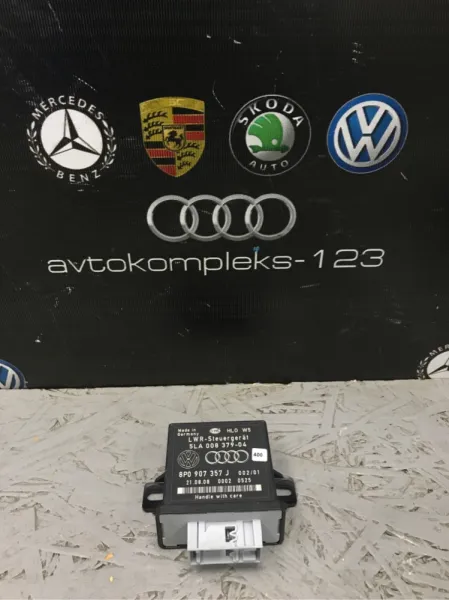 MERCEDES
BENZ
SKODA
AUTO
avtokompleks-123
Made in
Germany
HLO W5
LWR-Steuergerät
5LA 008 379-04
400
8P0 907 357 J 002/01
21.08.08 0002 0525
Handle with care